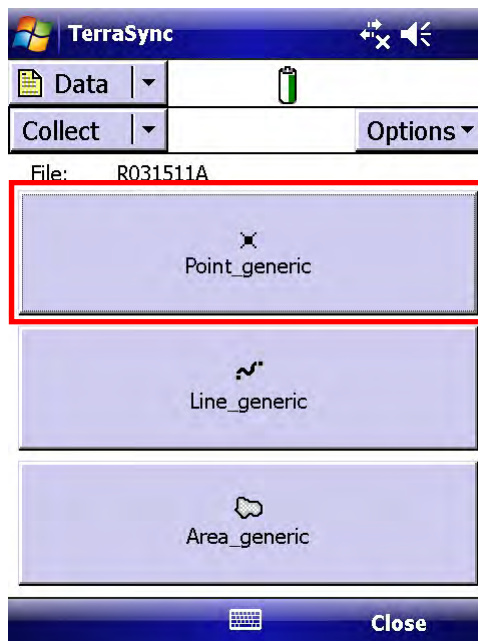 TerraSync
Data
Collect Options
File: R031511A
Point_generic
Line_generic
Area_generic
Close